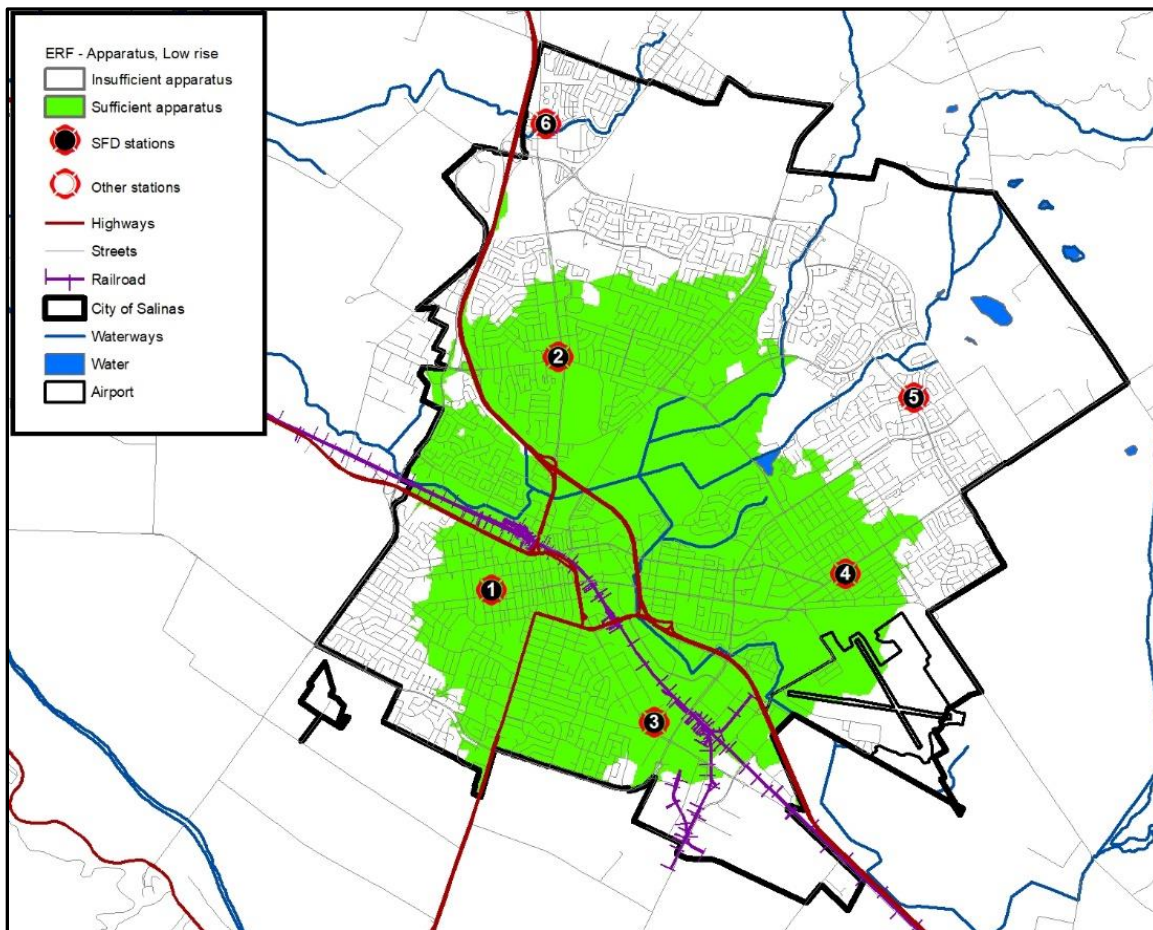 ERF - Apparatus, Low rise
Insufficient apparatus
Sufficient apparatus
SFD stations
Other stations
Highways
Streets
Railroad
City of Salinas
Waterways
Water
Airport
6
2
5
4
1
3